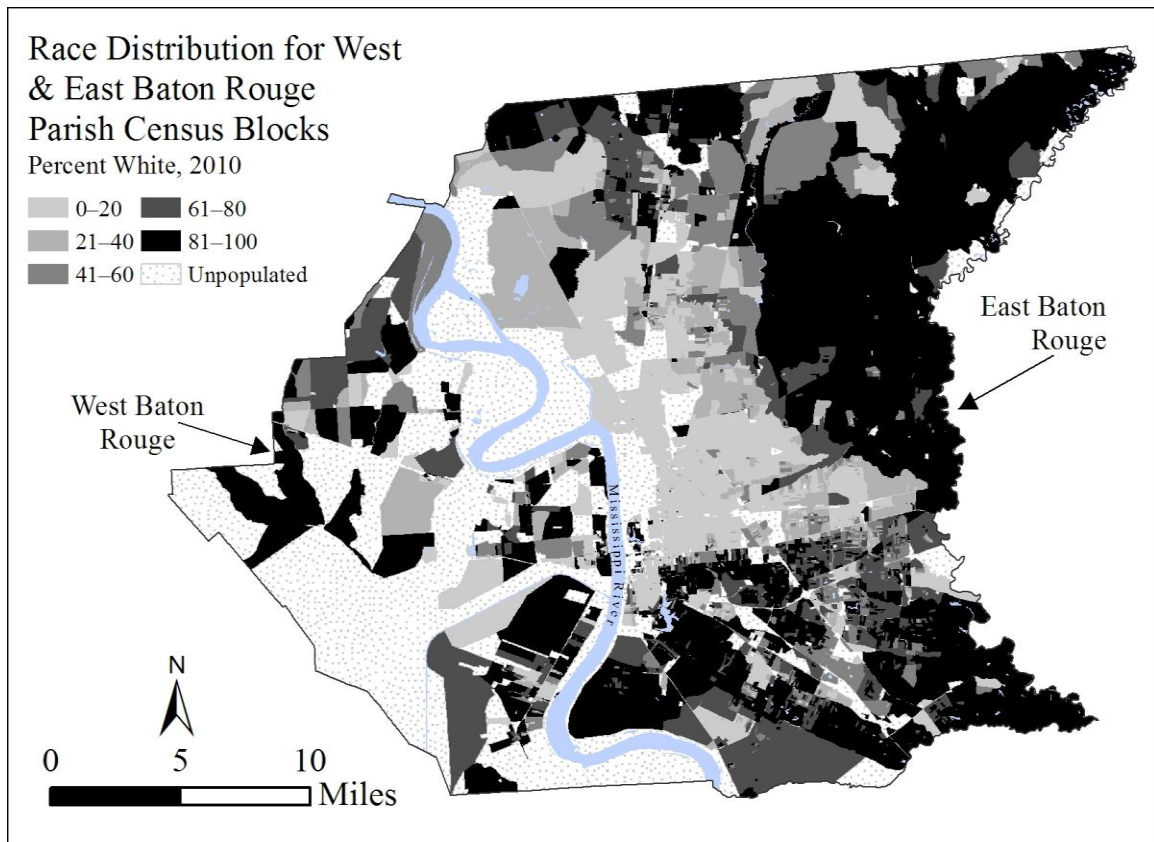 Race Distribution for West
& East Baton Rouge
Parish Census Blocks
Percent White, 2010
0–20
61–80
21–40
81–100
41–60
Unpopulated
East Baton
Rouge
West Baton
Rouge
Mississippi River
N
0 5 10
Miles